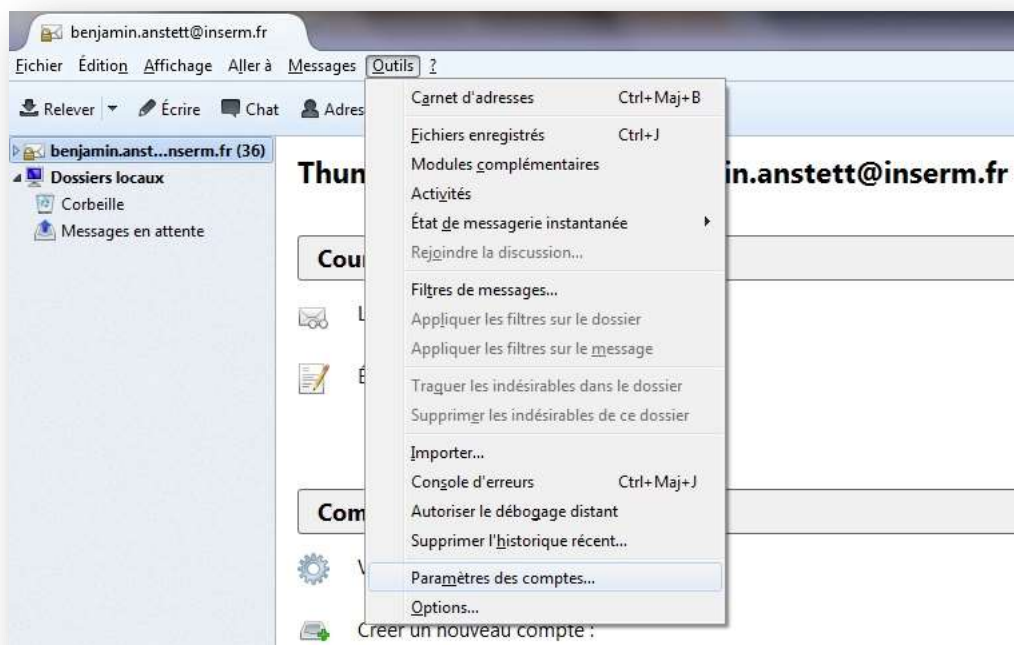 benjamin.anstett@inserm.fr
Fichier Édition Affichage Aller à Messages Outils ?
Relever Écrire Chat Adres
benjamin.anst...nserm.fr (36)
Dossiers locaux
Corbeille
Messages en attente
Thun in.anstett@inserm.fr
Cour
L
É
Com
V
Créer un nouveau compte :
Carnet d'adresses Ctrl+Maj+B
Fichiers enregistrés Ctrl+J
Modules complémentaires
Activités
État de messagerie instantanée
Rejoindre la discussion...
Filtres de messages...
Appliquer les filtres sur le dossier
Appliquer les filtres sur le message
Traquer les indésirables dans le dossier
Supprimer les indésirables de ce dossier
Importer...
Console d'erreurs Ctrl+Maj+J
Autoriser le débogage distant
Supprimer l'historique récent...
Paramètres des comptes...
Options...